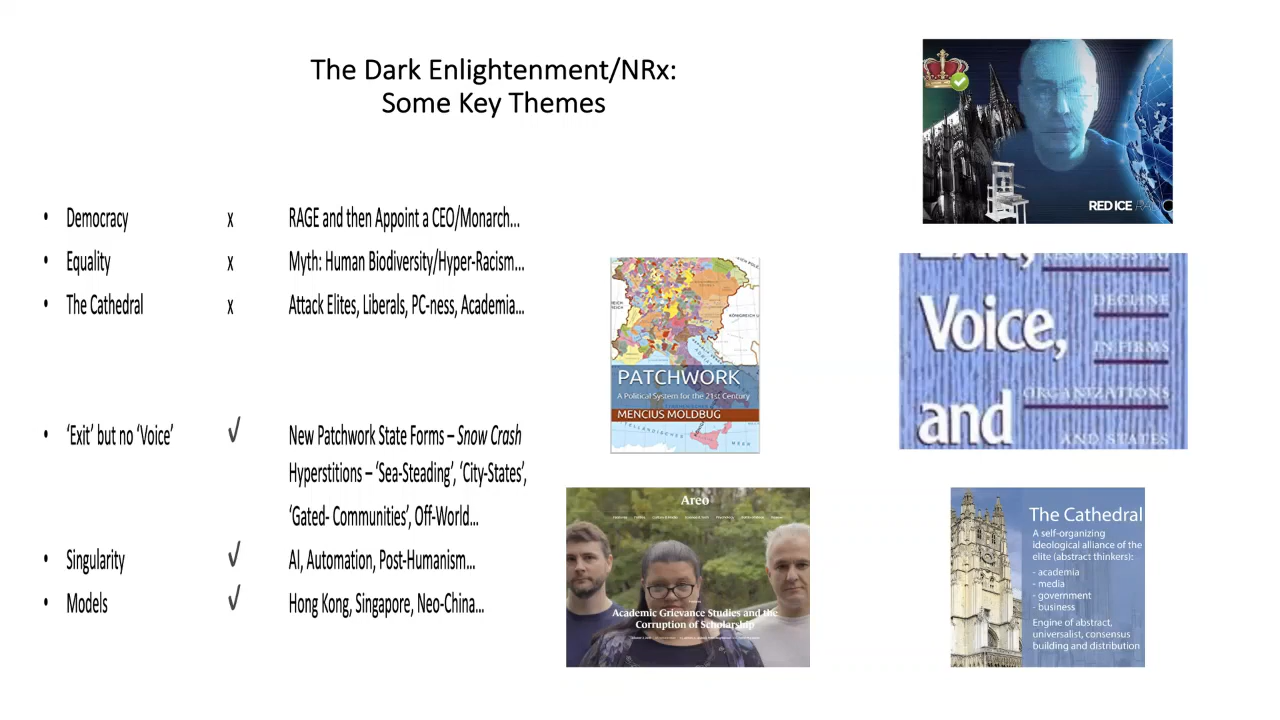 The Dark Enlightenment/NRx:
Some Key Themes
• Democracy x RAGE and then Appoint a CEO/Monarch...
• Equality x Myth: Human Biodiversity/Hyper-Racism...
• The Cathedral x Attack Elites, Liberals, PC-ness, Academia...
• 'Exit' but no 'Voice' √ New Patchwork State Forms – Snow Crash
Hyperstitions – 'Sea-Steading', 'City-States',
'Gated- Communities', Off-World...
• Singularity √ AI, Automation, Post-Humanism...
• Models √ Hong Kong, Singapore, Neo-China...
RED ICE RADIO
PATCHWORK
A Political System for the 21st Century
MENCIUS MOLDBUG
RESPONSES TO
Voice,
DECLINE
IN FIRMS
ORGANIZATIONS
and
AND STATES
Areo
Academic Grievance Studies and the
Corruption of Scholarship
The Cathedral
A self-organizing
ideological alliance of the
elite (abstract thinkers):
- academia
- media
- government
- business
Engine of abstract,
universalist, consensus
building and distribution